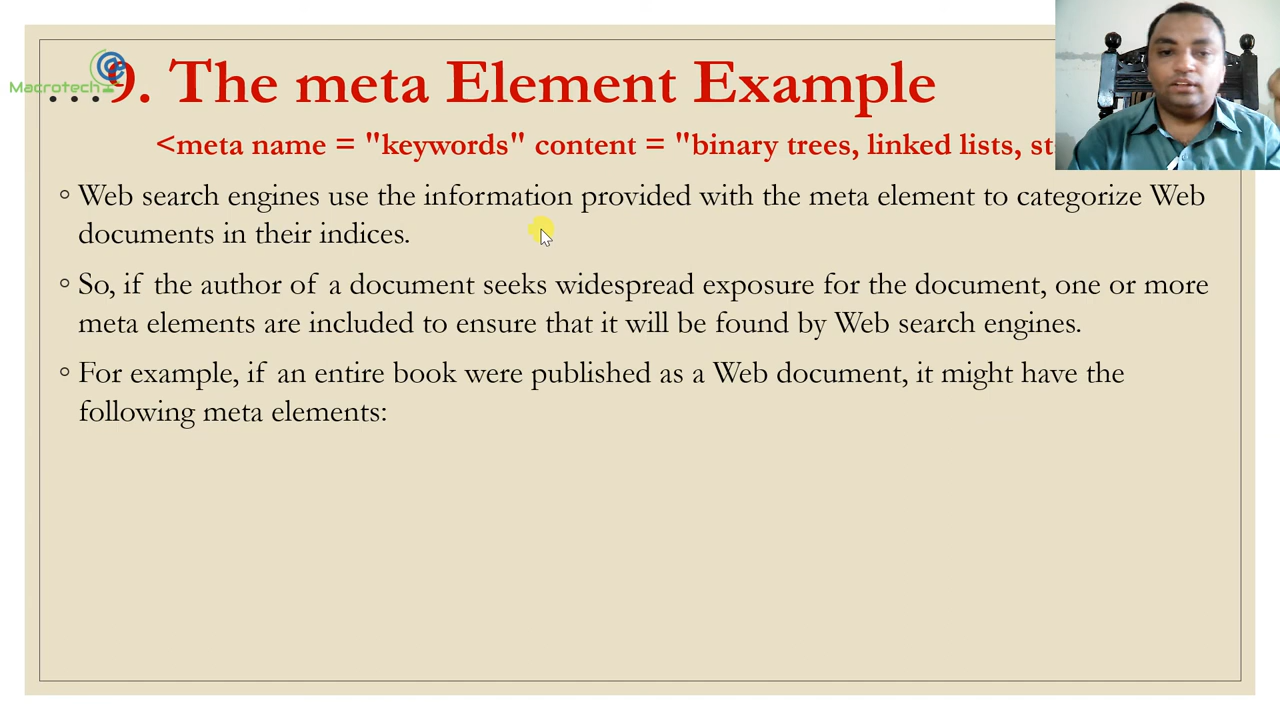 Macrotech
...9. The meta Element Example
<meta name = "keywords" content = "binary trees, linked lists,
◦ Web search engines use the information provided with the meta element to categorize Web
documents in their indices.
◦ So, if the author of a document seeks widespread exposure for the document, one or more
meta elements are included to ensure that it will be found by Web search engines.
◦ For example, if an entire book were published as a Web document, it might have the
following meta elements: